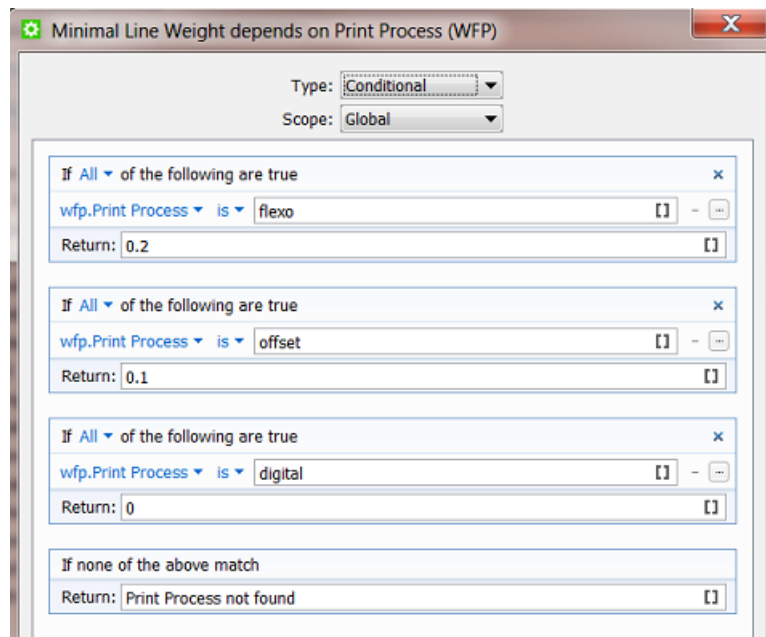 Minimal Line Weight depends on Print Process (WFP)
Type: Conditional
Scope: Global
If All of the following are true
wfp.Print Process is flexo
Return: 0.2
If All of the following are true
wfp.Print Process is offset
Return: 0.1
If All of the following are true
wfp.Print Process is digital
Return: 0
If none of the above match
Return: Print Process not found